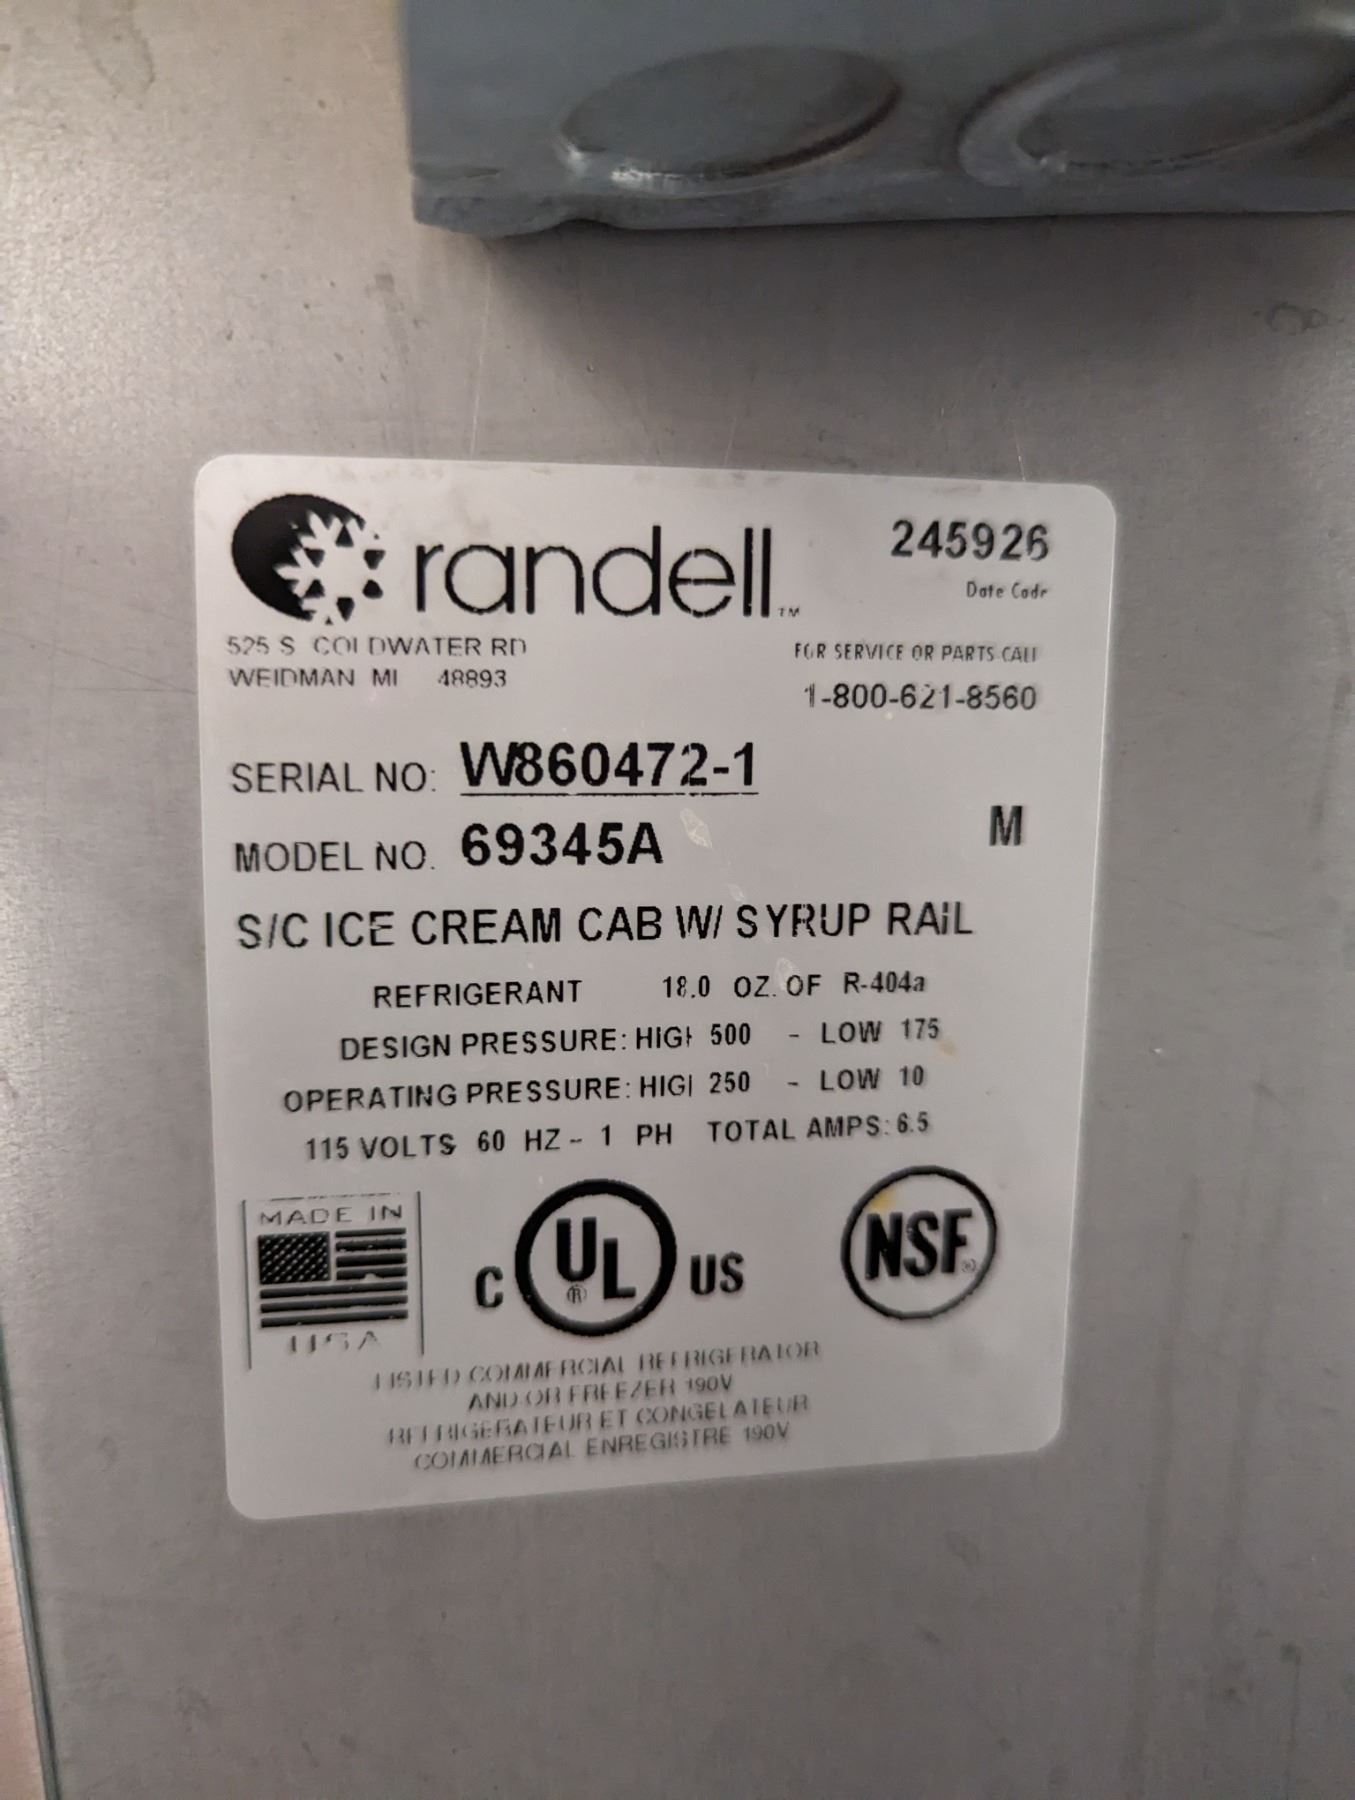 randell™
245926
Date Code
525 S COLDWATER RD
WEIDMAN MI 48893
FOR SERVICE OR PARTS CALL
1-800-621-8560
SERIAL NO: W860472-1
MODEL NO. 69345A
M
S/C ICE CREAM CAB W/ SYRUP RAIL
REFRIGERANT 18.0 OZ. OF R-404a
DESIGN PRESSURE: HIGH 500 - LOW 175
OPERATING PRESSURE: HIGH 250 - LOW 10
115 VOLTS 60 HZ - 1 PH TOTAL AMPS: 6.5
MADE IN
USA
C UL® US
NSF®
LISTED COMMERCIAL REFRIGERATOR
AND/OR FREEZER 190V
REFRIGERATEUR ET CONGELATEUR
COMMERCIAL ENREGISTRE 190V